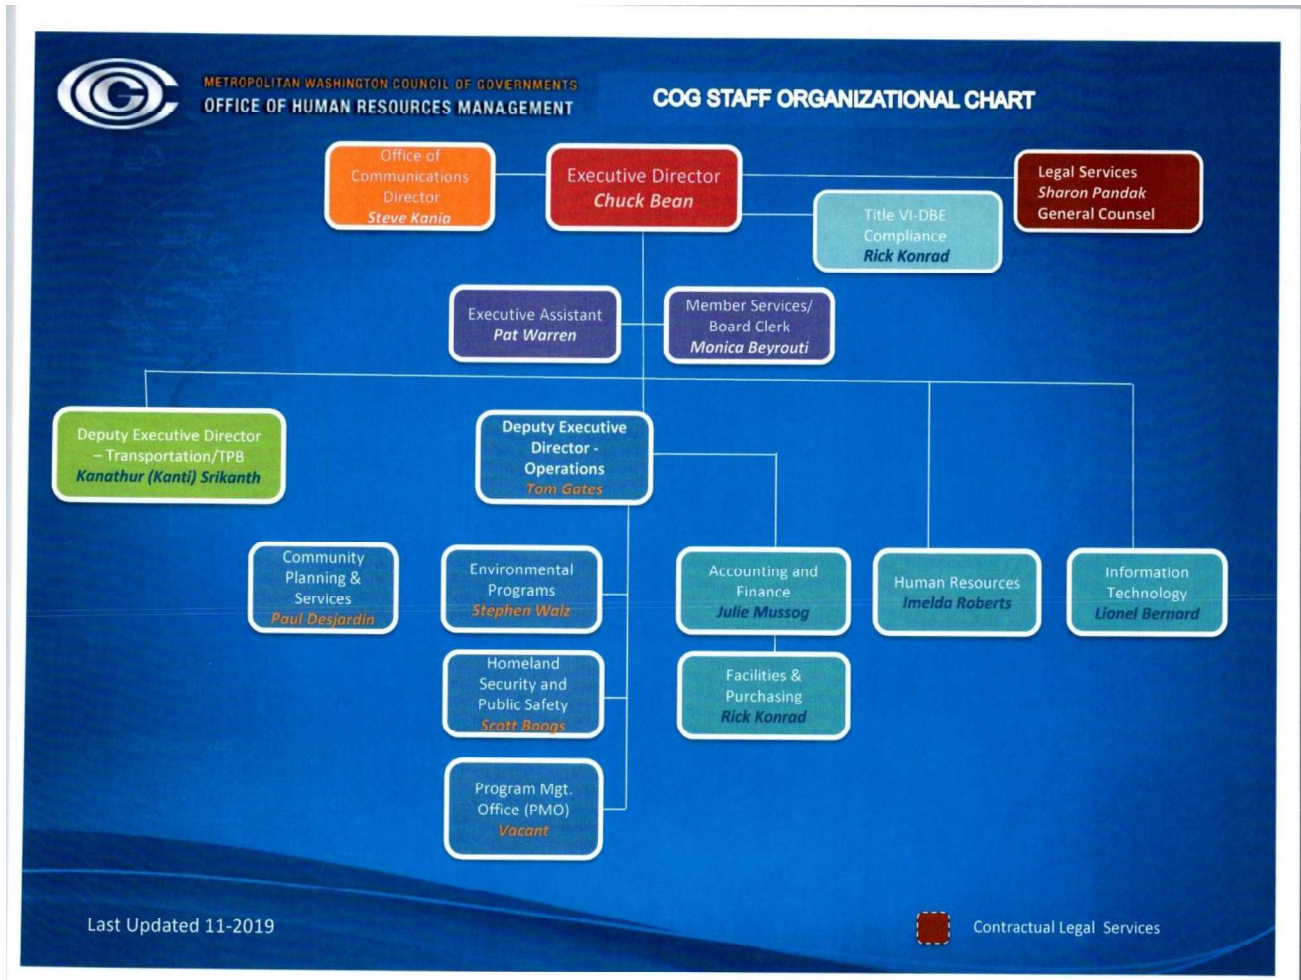 METROPOLITAN WASHINGTON COUNCIL OF GOVERNMENTS
OFFICE OF HUMAN RESOURCES MANAGEMENT
COG STAFF ORGANIZATIONAL CHART
Office of
Communications
Director
Steve Kania
Executive Director
Chuck Bean
Legal Services
Sharon Pandak
General Counsel
Title VI-DBE
Compliance
Rick Konrad
Executive Assistant
Pat Warren
Member Services/
Board Clerk
Monica Beyrouti
Deputy Executive Director
– Transportation/TPB
Kanathur (Kanti) Srikanth
Deputy Executive
Director -
Operations
Tom Gates
Community
Planning &
Services
Paul Desjardin
Environmental
Programs
Stephen Walz
Accounting and
Finance
Julie Mussog
Human Resources
Imelda Roberts
Information
Technology
Lionel Bernard
Homeland
Security and
Public Safety
Scott Boggs
Facilities &
Purchasing
Rick Konrad
Program Mgt.
Office (PMO)
Vacant
Last Updated 11-2019
Contractual Legal Services